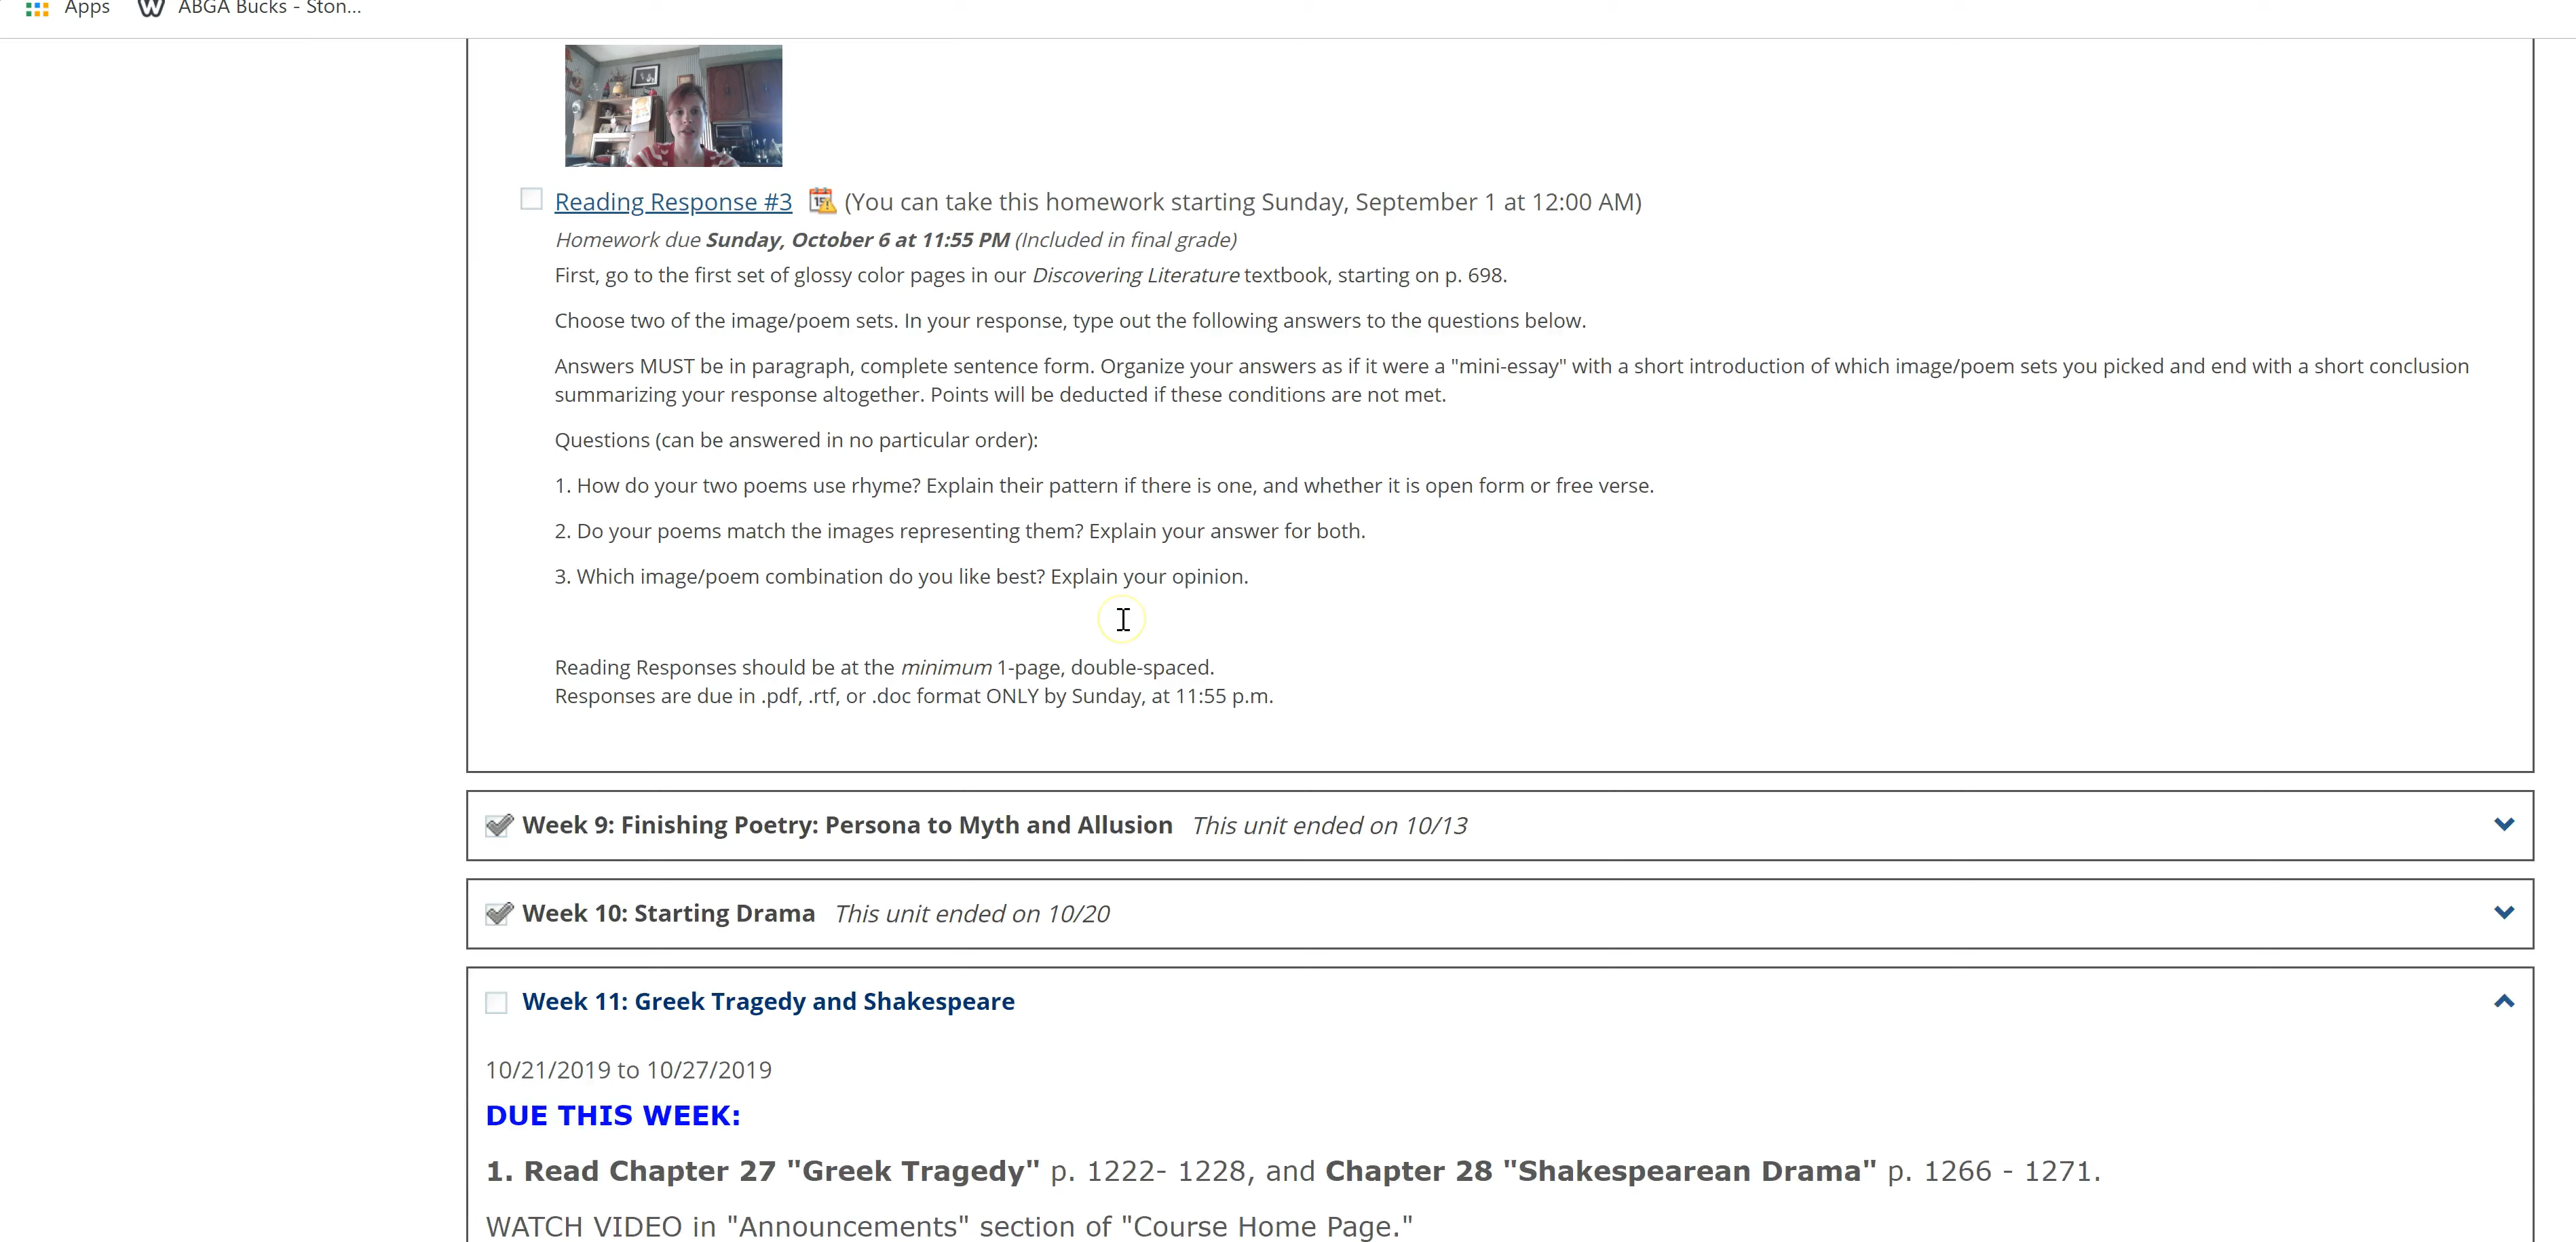 Apps ABGA Bucks - Ston...
Reading Response #3 (You can take this homework starting Sunday, September 1 at 12:00 AM)
Homework due Sunday, October 6 at 11:55 PM (Included in final grade)
First, go to the first set of glossy color pages in our Discovering Literature textbook, starting on p. 698.
Choose two of the image/poem sets. In your response, type out the following answers to the questions below.
Answers MUST be in paragraph, complete sentence form. Organize your answers as if it were a "mini-essay" with a short introduction of which image/poem sets you picked and end with a short conclusion
summarizing your response altogether. Points will be deducted if these conditions are not met.
Questions (can be answered in no particular order):
1. How do your two poems use rhyme? Explain their pattern if there is one, and whether it is open form or free verse.
2. Do your poems match the images representing them? Explain your answer for both.
3. Which image/poem combination do you like best? Explain your opinion.
Reading Responses should be at the minimum 1-page, double-spaced.
Responses are due in .pdf, .rtf, or .doc format ONLY by Sunday, at 11:55 p.m.
Week 9: Finishing Poetry: Persona to Myth and Allusion This unit ended on 10/13
Week 10: Starting Drama This unit ended on 10/20
Week 11: Greek Tragedy and Shakespeare
10/21/2019 to 10/27/2019
DUE THIS WEEK:
1. Read Chapter 27 "Greek Tragedy" p. 1222- 1228, and Chapter 28 "Shakespearean Drama" p. 1266 - 1271.
WATCH VIDEO in "Announcements" section of "Course Home Page."